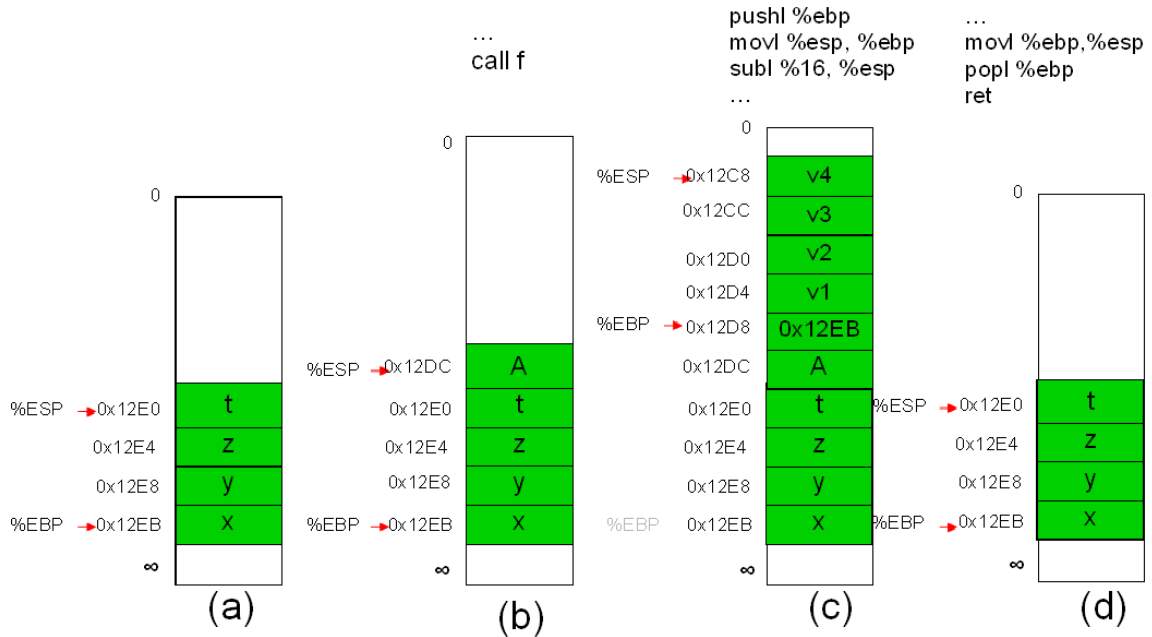 ...
call f
pushl %ebp
movl %esp, %ebp
subl %16, %esp
...
...
movl %ebp,%esp
popl %ebp
ret
0
%ESP 0x12E0 t
0x12E4 z
0x12E8 y
%EBP 0x12EB x
∞
(a)
0
%ESP 0x12DC A
0x12E0 t
0x12E4 z
0x12E8 y
%EBP 0x12EB x
∞
(b)
0
%ESP 0x12C8 v4
0x12CC v3
0x12D0 v2
0x12D4 v1
%EBP 0x12D8 0x12EB
0x12DC A
0x12E0 t
0x12E4 z
0x12E8 y
%EBP 0x12EB x
∞
(c)
0
%ESP 0x12E0 t
0x12E4 z
0x12E8 y
%EBP 0x12EB x
∞
(d)